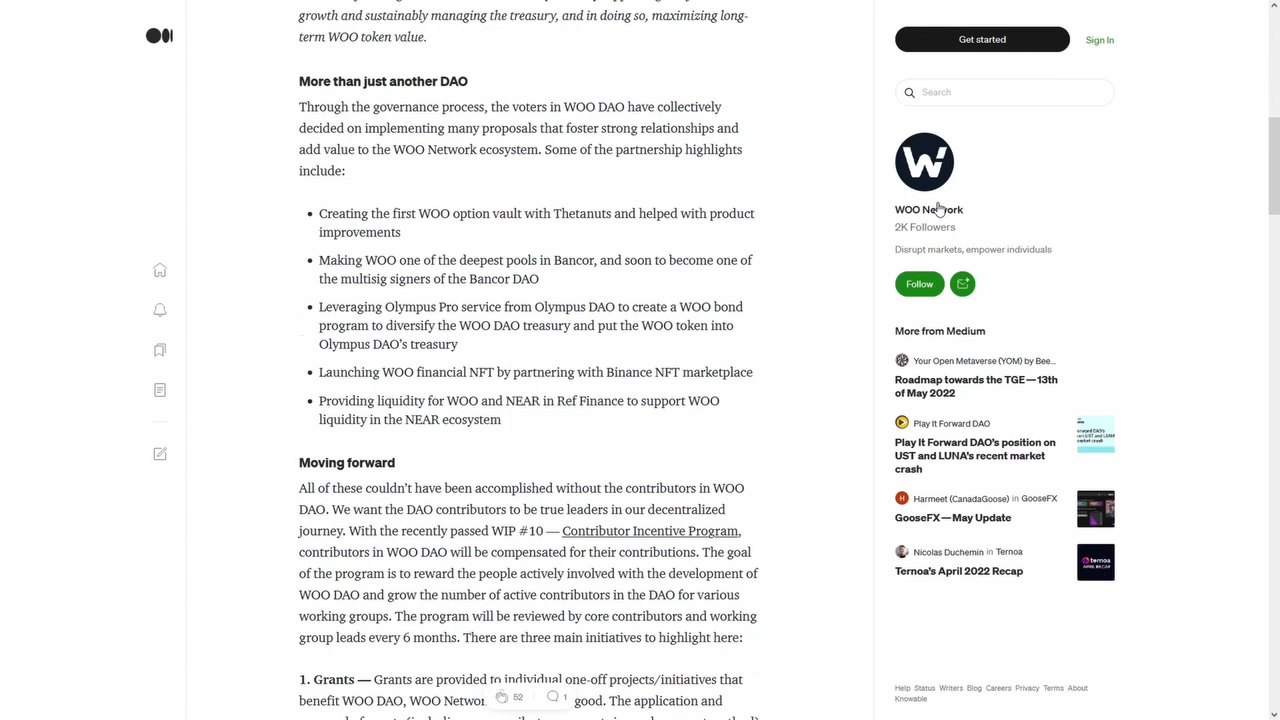 growth and sustainably managing the treasury, and in doing so, maximizing long-
term WOO token value.
More than just another DAO
Through the governance process, the voters in WOO DAO have collectively
decided on implementing many proposals that foster strong relationships and
add value to the WOO Network ecosystem. Some of the partnership highlights
include:
• Creating the first WOO option vault with Thetanuts and helped with product
improvements
• Making WOO one of the deepest pools in Bancor, and soon to become one of
the multisig signers of the Bancor DAO
• Leveraging Olympus Pro service from Olympus DAO to create a WOO bond
program to diversify the WOO DAO treasury and put the WOO token into
Olympus DAO's treasury
• Launching WOO financial NFT by partnering with Binance NFT marketplace
• Providing liquidity for WOO and NEAR in Ref Finance to support WOO
liquidity in the NEAR ecosystem
Moving forward
All of these couldn't have been accomplished without the contributors in WOO
DAO. We want the DAO contributors to be true leaders in our decentralized
journey. With the recently passed WIP #10 — Contributor Incentive Program,
contributors in WOO DAO will be compensated for their contributions. The goal
of the program is to reward the people actively involved with the development of
WOO DAO and grow the number of active contributors in the DAO for various
working groups. The program will be reviewed by core contributors and working
group leads every 6 months. There are three main initiatives to highlight here:
1. Grants — Grants are provided to individual one-off projects/initiatives that
benefit WOO DAO, WOO Networ good. The application and
52
1
Get started
Sign In
Search
W
WOO Network
2K Followers
Disrupt markets, empower individuals
Follow
More from Medium
Your Open Metaverse (YOM) by Bee...
Roadmap towards the TGE — 13th
of May 2022
Play It Forward DAO
Play It Forward DAO's position on
UST and LUNA's recent market
crash
H
Harmeet (CanadaGoose) in GooseFX
GooseFX — May Update
Nicolas Duchemin in Ternoa
Ternoa's April 2022 Recap
ternoa
APRIL RECAP
Help Status Writers Blog Careers Privacy Terms About
Knowable